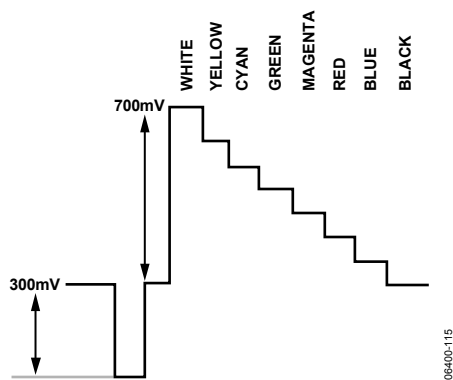 WHITE
YELLOW
CYAN
GREEN
MAGENTA
RED
BLUE
BLACK
700mV
300mV
06400-115